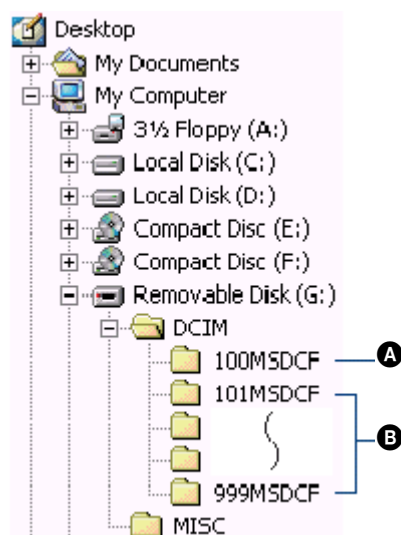 Desktop
My Documents
My Computer
3½ Floppy (A:)
Local Disk (C:)
Local Disk (D:)
Compact Disc (E:)
Compact Disc (F:)
Removable Disk (G:)
DCIM
100MSDCF A
101MSDCF
B
999MSDCF
MISC